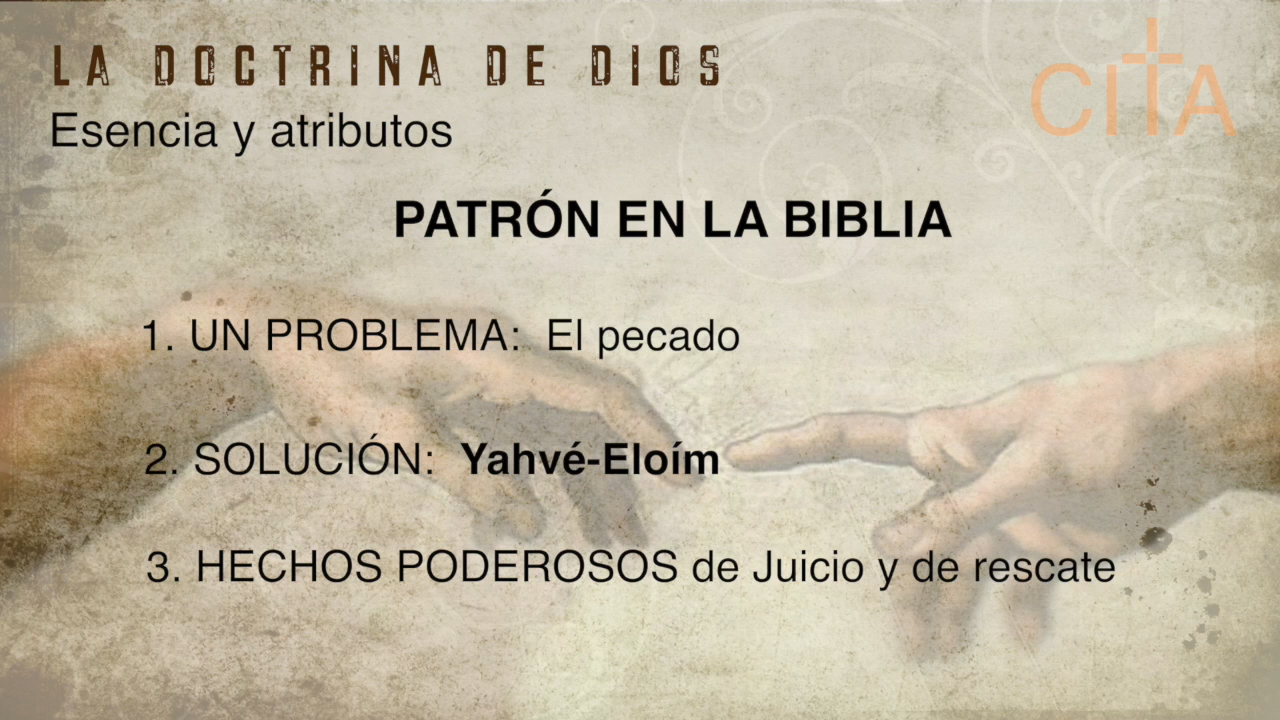 LA DOCTRINA DE DIOS
CITA
Esencia y atributos
PATRÓN EN LA BIBLIA
1. UN PROBLEMA: El pecado
2. SOLUCIÓN: Yahvé-Eloím
3. HECHOS PODEROSOS de Juicio y de rescate